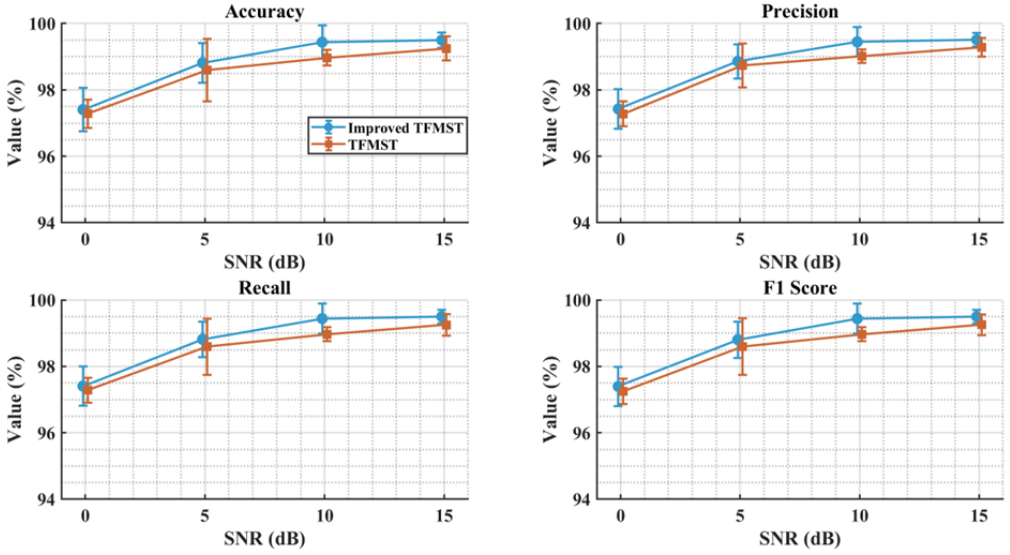 Accuracy
Value (%)
100
98
96
94
Improved TFMST
TFMST
0 5 10 15
SNR (dB)
Precision
Value (%)
100
98
96
94
0 5 10 15
SNR (dB)
Recall
Value (%)
100
98
96
94
0 5 10 15
SNR (dB)
F1 Score
Value (%)
100
98
96
94
0 5 10 15
SNR (dB)